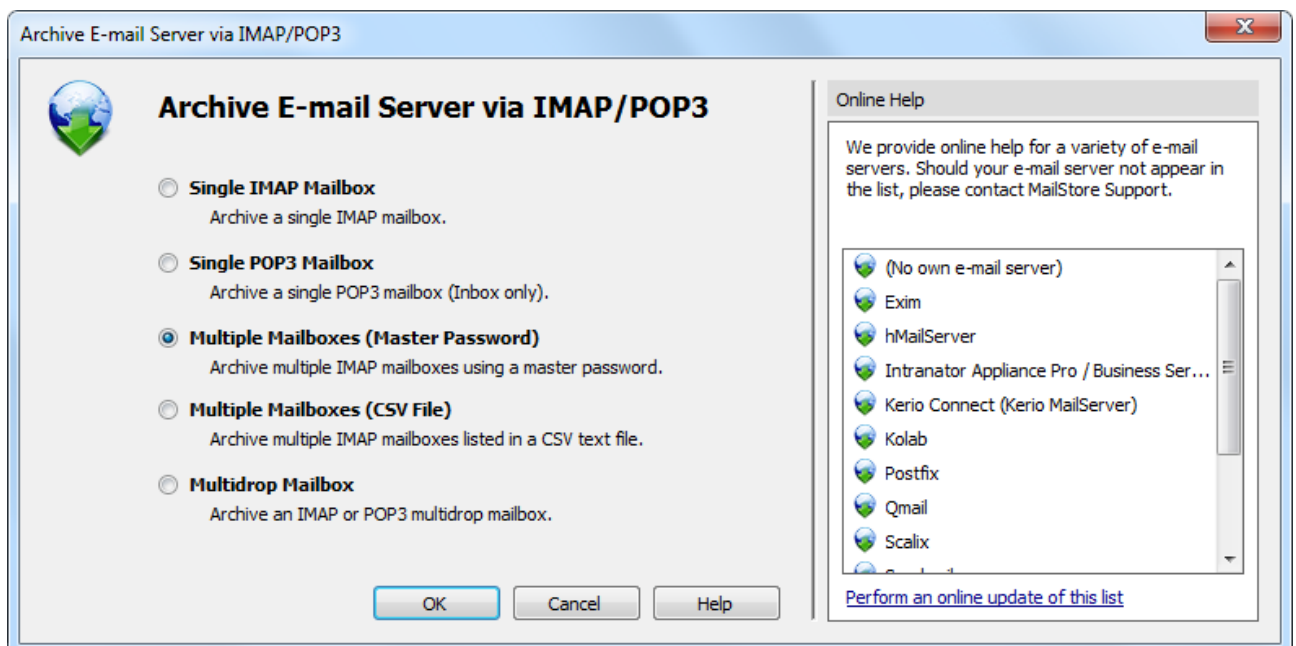 Archive E-mail Server via IMAP/POP3
Archive E-mail Server via IMAP/POP3
Single IMAP Mailbox
Archive a single IMAP mailbox.
Single POP3 Mailbox
Archive a single POP3 mailbox (Inbox only).
Multiple Mailboxes (Master Password)
Archive multiple IMAP mailboxes using a master password.
Multiple Mailboxes (CSV File)
Archive multiple IMAP mailboxes listed in a CSV text file.
Multidrop Mailbox
Archive an IMAP or POP3 multidrop mailbox.
OK
Cancel
Help
Online Help
We provide online help for a variety of e-mail
servers. Should your e-mail server not appear in
the list, please contact MailStore Support.
(No own e-mail server)
Exim
hMailServer
Intranator Appliance Pro / Business Ser...
Kerio Connect (Kerio MailServer)
Kolab
Postfix
Qmail
Scalix
Perform an online update of this list